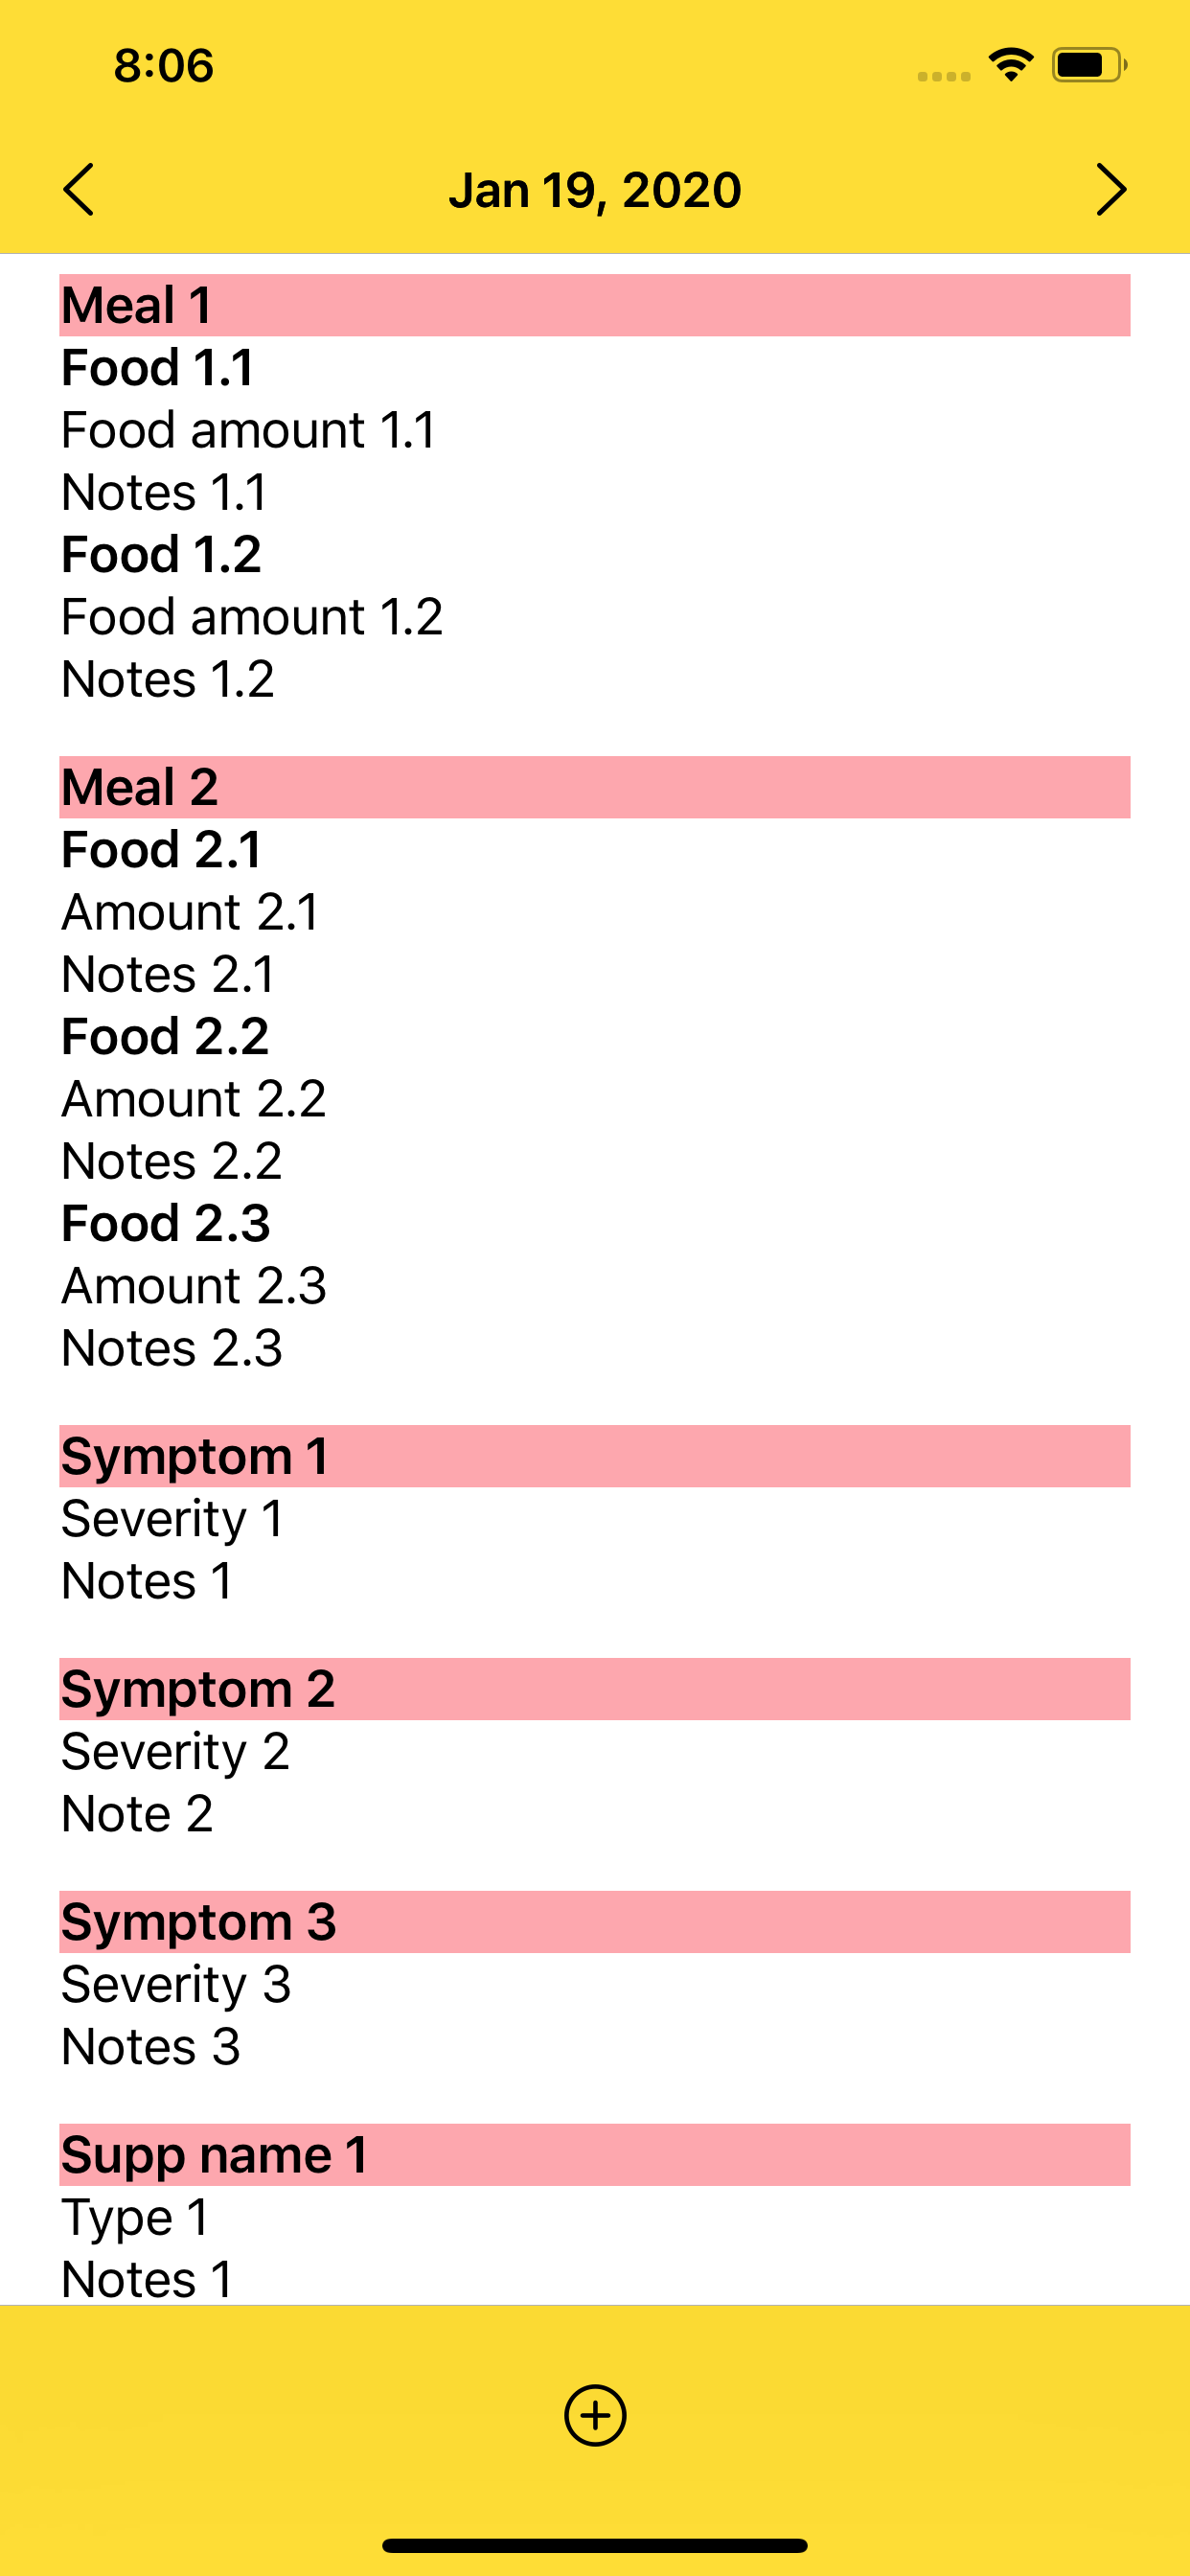 8:06
Jan 19, 2020
Meal 1
Food 1.1
Food amount 1.1
Notes 1.1
Food 1.2
Food amount 1.2
Notes 1.2
Meal 2
Food 2.1
Amount 2.1
Notes 2.1
Food 2.2
Amount 2.2
Notes 2.2
Food 2.3
Amount 2.3
Notes 2.3
Symptom 1
Severity 1
Notes 1
Symptom 2
Severity 2
Note 2
Symptom 3
Severity 3
Notes 3
Supp name 1
Type 1
Notes 1